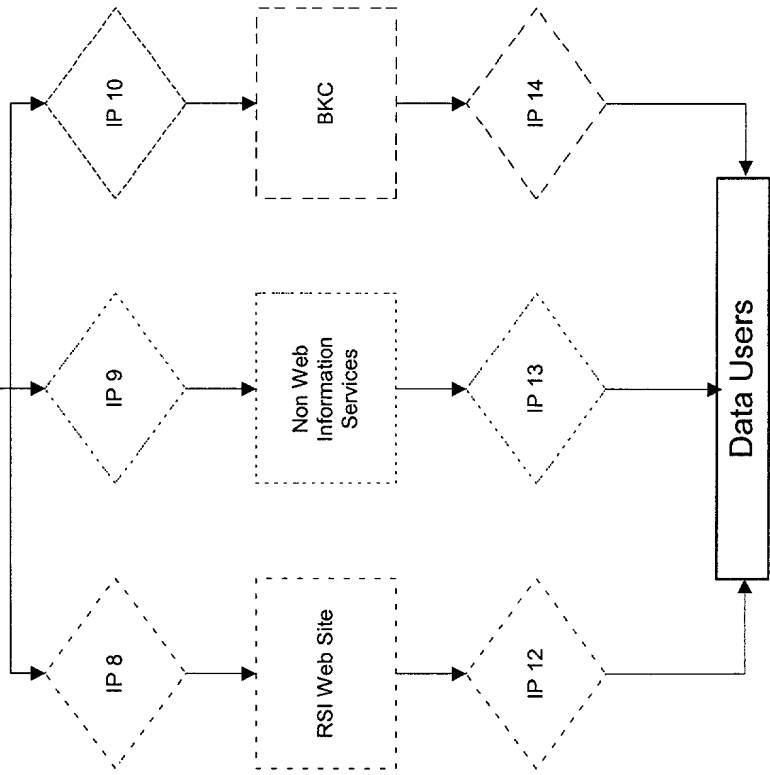 IP 8
IP 9
IP 10
RSI Web Site
Non Web
Information
Services
BKC
IP 12
IP 13
IP 14
Data Users